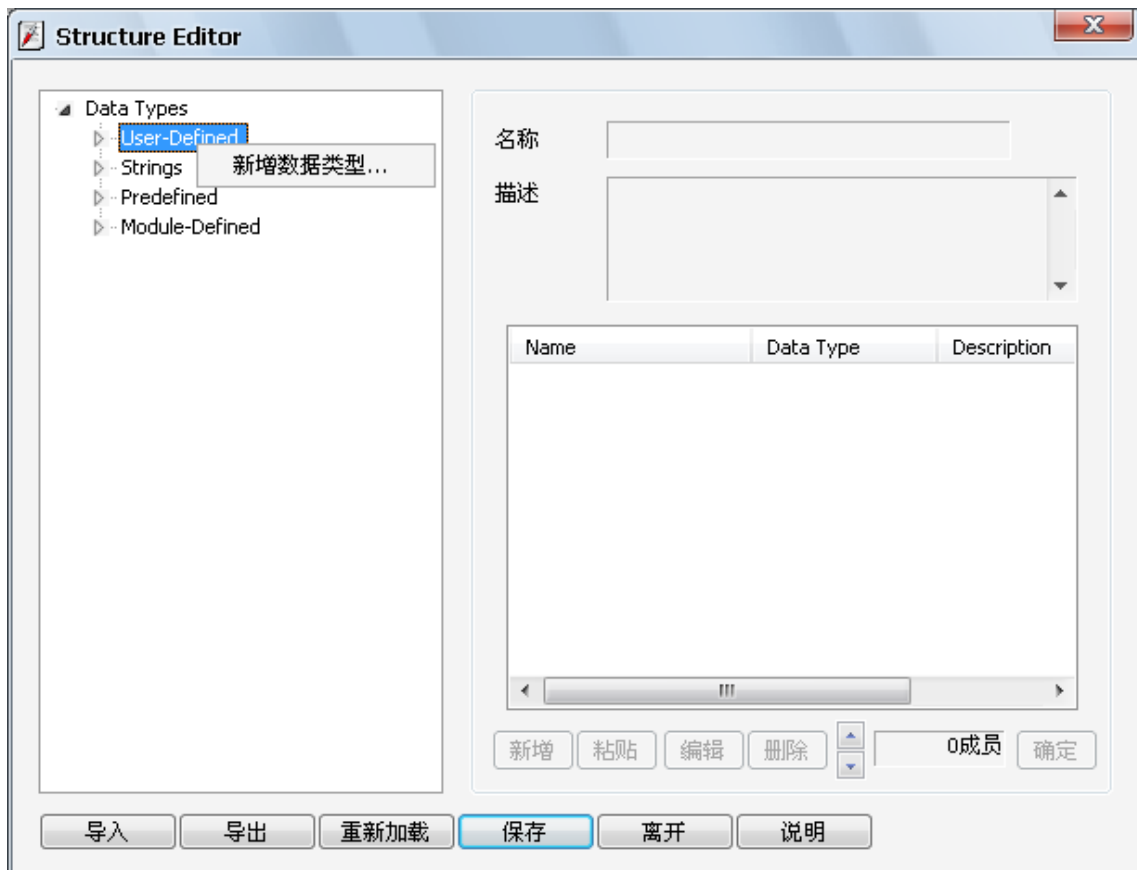 Structure Editor
Data Types
User-Defined
新增数据类型...
Strings
Predefined
Module-Defined
名称
描述
Name Data Type Description
新增 粘贴 编辑 删除 0成员 确定
导入 导出 重新加载 保存 离开 说明